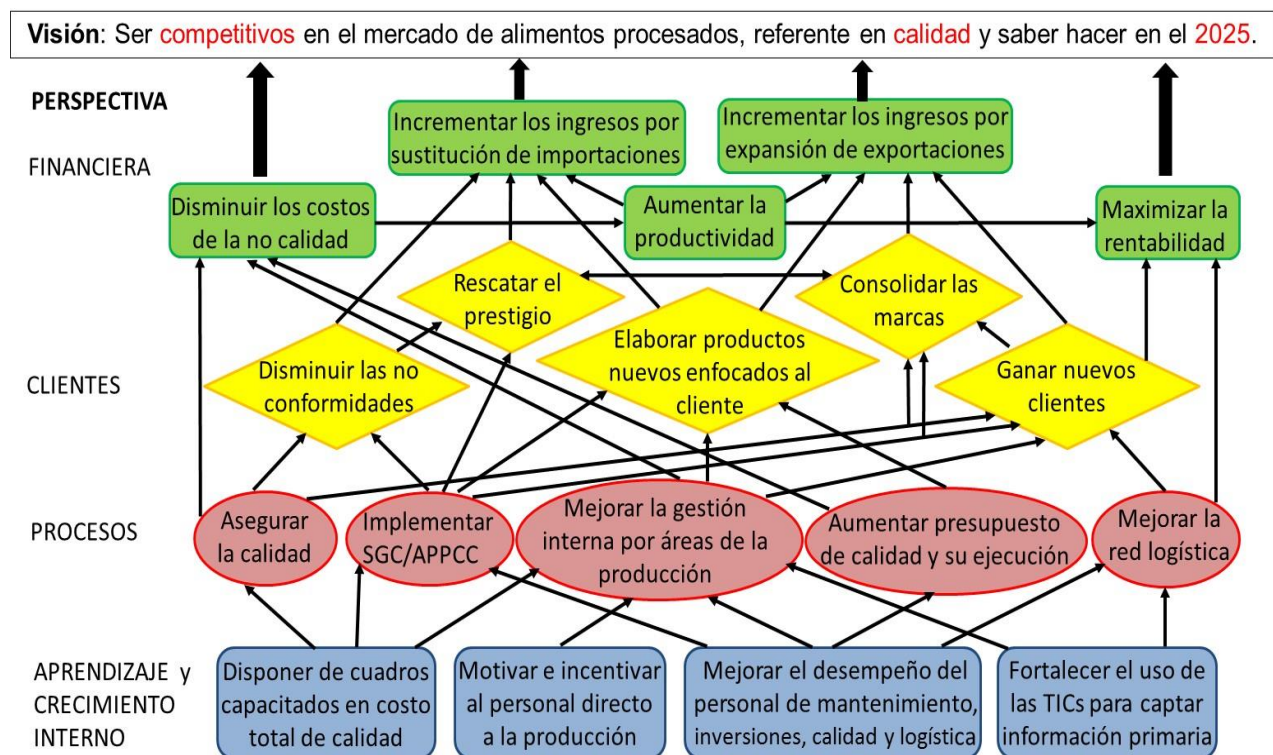 Visión: Ser competitivos en el mercado de alimentos procesados, referente en calidad y saber hacer en el 2025.
PERSPECTIVA
FINANCIERA
Incrementar los ingresos por
sustitución de importaciones
Incrementar los ingresos por
expansión de exportaciones
Disminuir los costos
de la no calidad
Aumentar la
productividad
Maximizar la
rentabilidad
CLIENTES
Rescatar el
prestigio
Consolidar las
marcas
Disminuir las no
conformidades
Elaborar productos
nuevos enfocados al
cliente
Ganar nuevos
clientes
PROCESOS
Asegurar
la calidad
Implementar
SGC/APPCC
Mejorar la gestión
interna por áreas de la
producción
Aumentar presupuesto
de calidad y su ejecución
Mejorar la
red logística
APRENDIZAJE y
CRECIMIENTO
INTERNO
Disponer de cuadros
capacitados en costo
total de calidad
Motivar e incentivar
al personal directo
a la producción
Mejorar el desempeño del
personal de mantenimiento,
inversiones, calidad y logística
Fortalecer el uso de
las TICs para captar
información primaria